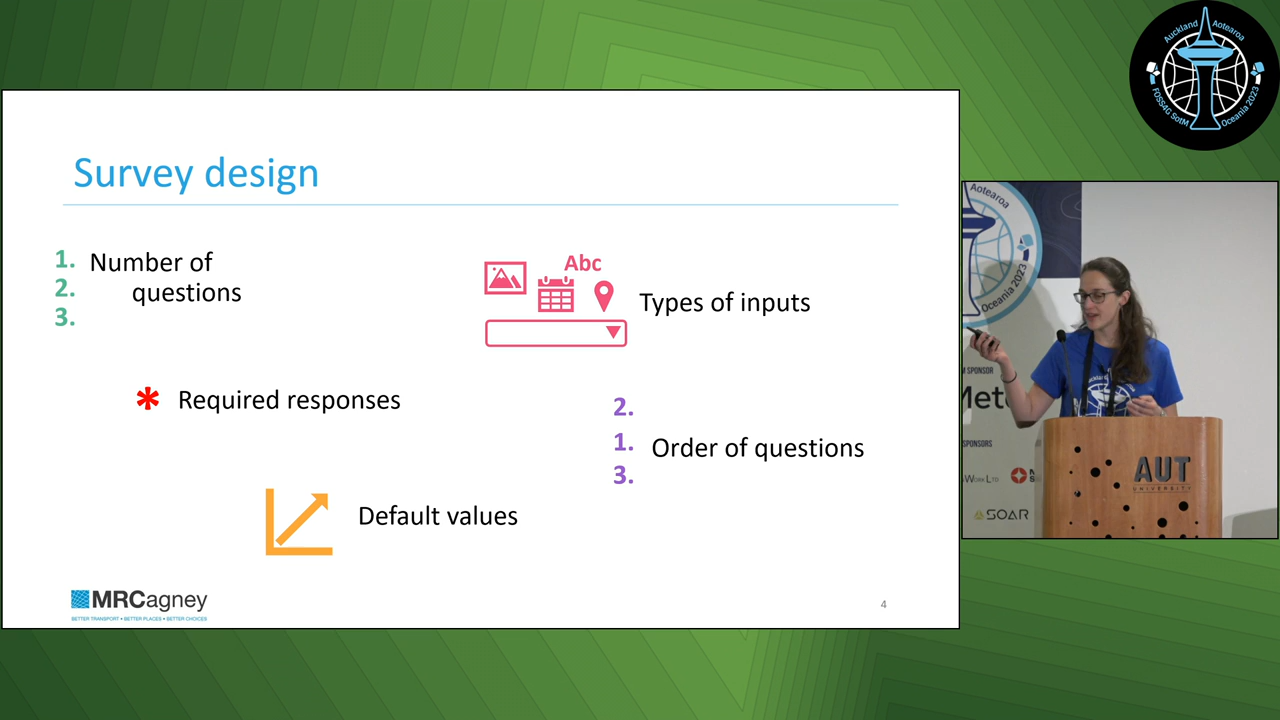 Survey design
1. Number of
2. questions
3.
Abc
Types of inputs
* Required responses
2.
1. Order of questions
3.
Default values
MRCagney
BETTER TRANSPORT • BETTER PLACES • BETTER CHOICES
4
Auckland Aotearoa
FOSS4G SotM Oceania 2023
Aotearoa
Oceania 2023
SPONSOR
Met
SPONSORS
SOAR
AUT
UNIVERSITY